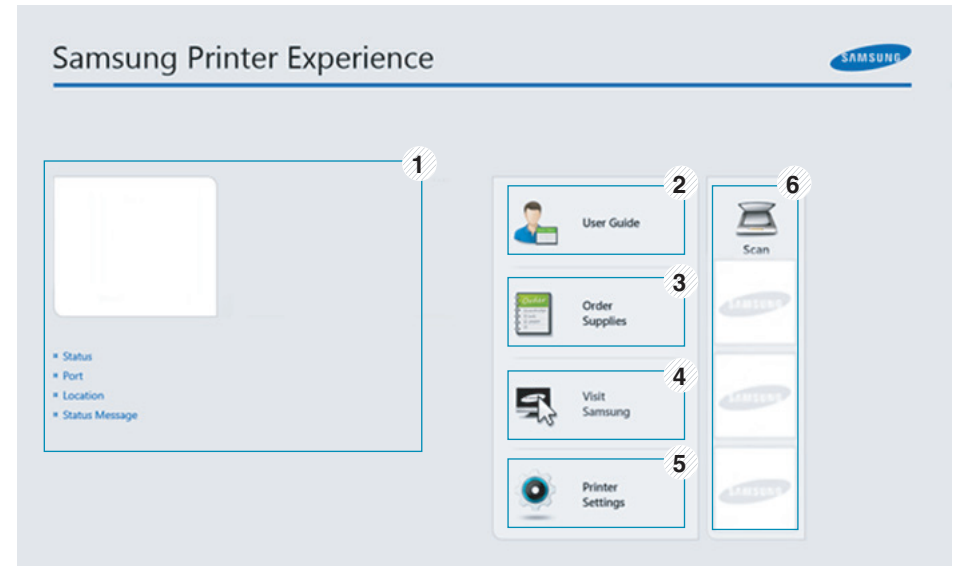 Samsung Printer Experience
SAMSUNG
1
2
6
User Guide
Scan
3
Order
Order
Supplies
SAMSUNG
Status
Port
Location
Status Message
4
Visit
Samsung
SAMSUNG
5
Printer
Settings
SAMSUNG